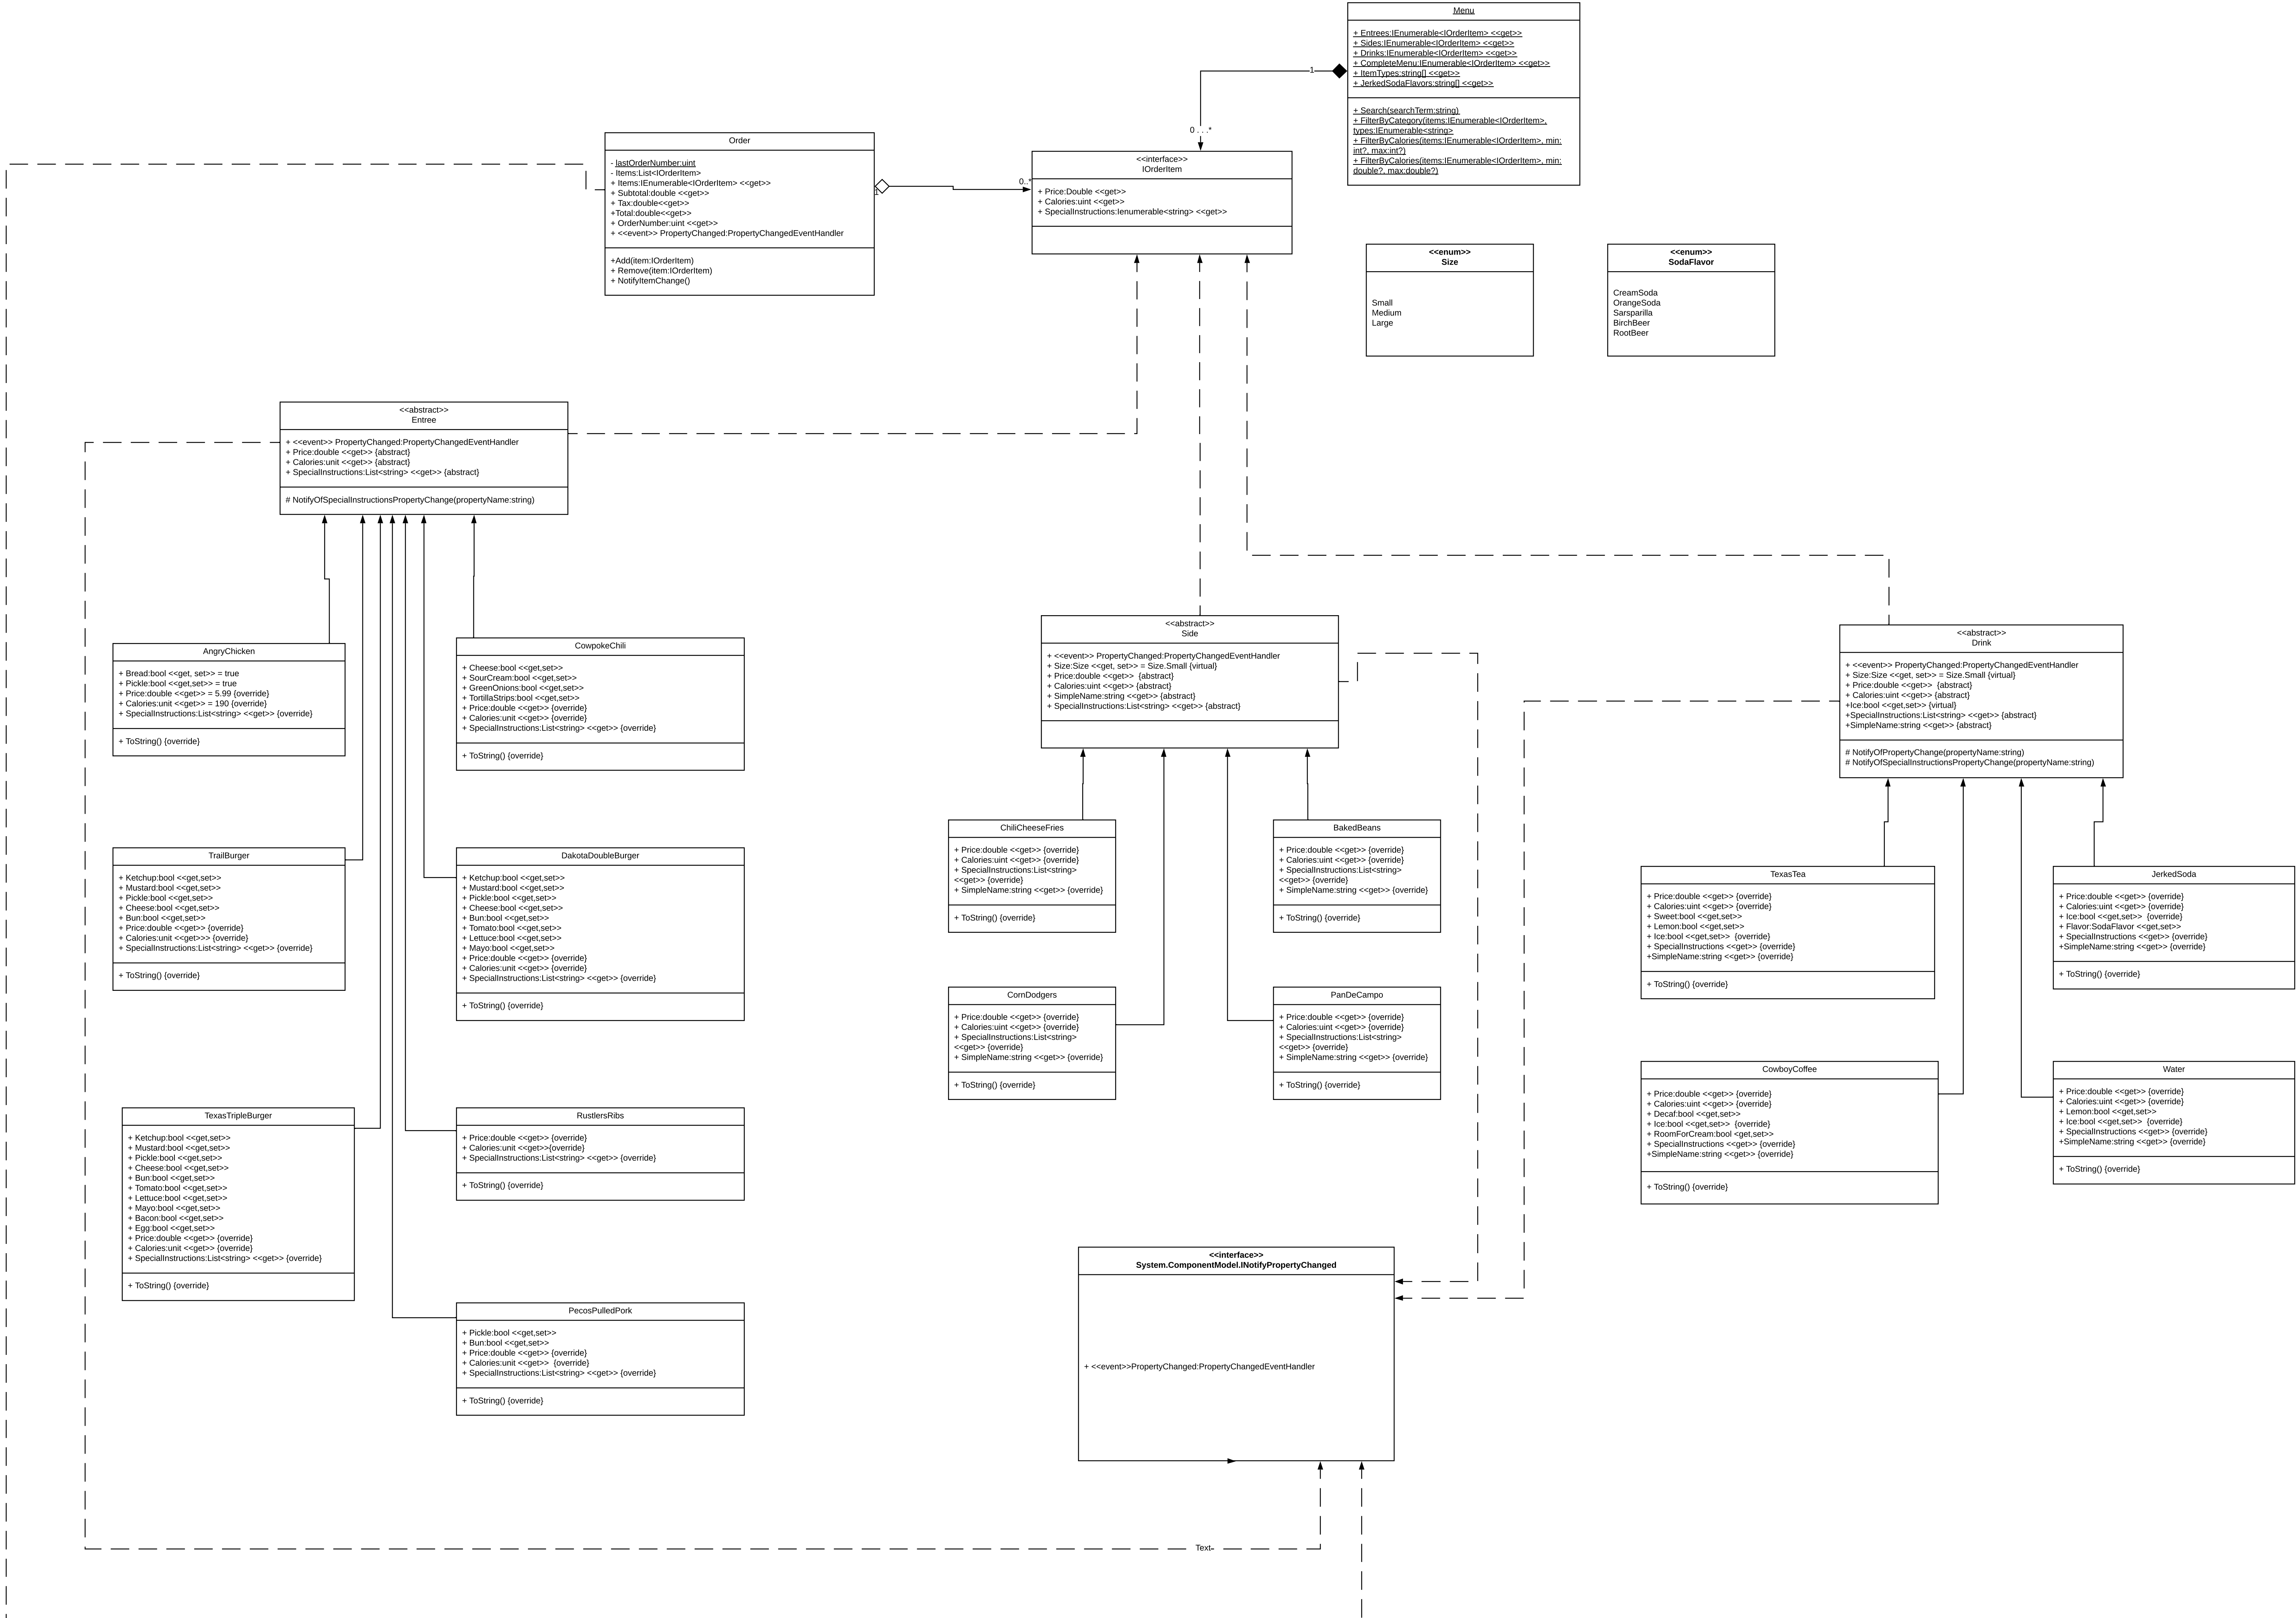 Menu
+ Entrees:IEnumerable<IOrderItem> <<get>>
+ Sides:IEnumerable<IOrderItem> <<get>>
+ Drinks:IEnumerable<IOrderItem> <<get>>
+ CompleteMenu:IEnumerable<IOrderItem> <<get>>
+ ItemTypes:string[] <<get>>
+ JerkedSodaFlavors:string[] <<get>>
+ Search(searchTerm:string)
+ FilterByCategory(items:IEnumerable<IOrderItem>,
types:IEnumerable<string>
+ FilterByCalories(items:IEnumerable<IOrderItem>, min:
int?, max:int?)
+ FilterByCalories(items:IEnumerable<IOrderItem>, min:
double?, max:double?)
1
0 . . .*
Order
- lastOrderNumber:uint
- Items:List<IOrderItem>
+ Items:IEnumerable<IOrderItem> <<get>>
+ Subtotal:double <<get>>
+ Tax:double<<get>>
+Total:double<<get>>
+ OrderNumber:uint <<get>>
+ <<event>> PropertyChanged:PropertyChangedEventHandler
+Add(item:IOrderItem)
+ Remove(item:IOrderItem)
+ NotifyItemChange()
1
0..*
<<interface>>
IOrderItem
+ Price:Double <<get>>
+ Calories:uint <<get>>
+ SpecialInstructions:Ienumerable<string> <<get>>
<<enum>>
Size
Small
Medium
Large
<<enum>>
SodaFlavor
CreamSoda
OrangeSoda
Sarsparilla
BirchBeer
RootBeer
<<abstract>>
Entree
+ <<event>> PropertyChanged:PropertyChangedEventHandler
+ Price:double <<get>> {abstract}
+ Calories:unit <<get>> {abstract}
+ SpecialInstructions:List<string> <<get>> {abstract}
# NotifyOfSpecialInstructionsPropertyChange(propertyName:string)
<<abstract>>
Side
+ <<event>> PropertyChanged:PropertyChangedEventHandler
+ Size:Size <<get, set>> = Size.Small {virtual}
+ Price:double <<get>>  {abstract}
+ Calories:uint <<get>> {abstract}
+ SimpleName:string <<get>> {abstract}
+ SpecialInstructions:List<string> <<get>> {abstract}
<<abstract>>
Drink
+ <<event>> PropertyChanged:PropertyChangedEventHandler
+ Size:Size <<get, set>> = Size.Small {virtual}
+ Price:double <<get>>  {abstract}
+ Calories:uint <<get>> {abstract}
+Ice:bool <<get,set>> {virtual}
+SpecialInstructions:List<string> <<get>> {abstract}
+SimpleName:string <<get>> {abstract}
# NotifyOfPropertyChange(propertyName:string)
# NotifyOfSpecialInstructionsPropertyChange(propertyName:string)
AngryChicken
+ Bread:bool <<get, set>> = true
+ Pickle:bool <<get,set>> = true
+ Price:double <<get>> = 5.99 {override}
+ Calories:unit <<get>> = 190 {override}
+ SpecialInstructions:List<string> <<get>> {override}
+ ToString() {override}
CowpokeChili
+ Cheese:bool <<get,set>>
+ SourCream:bool <<get,set>>
+ GreenOnions:bool <<get,set>>
+ TortillaStrips:bool <<get,set>>
+ Price:double <<get>> {override}
+ Calories:unit <<get>> {override}
+ SpecialInstructions:List<string> <<get>> {override}
+ ToString() {override}
TrailBurger
+ Ketchup:bool <<get,set>>
+ Mustard:bool <<get,set>>
+ Pickle:bool <<get,set>>
+ Cheese:bool <<get,set>>
+ Bun:bool <<get,set>>
+ Price:double <<get>> {override}
+ Calories:unit <<get>>> {override}
+ SpecialInstructions:List<string> <<get>> {override}
+ ToString() {override}
DakotaDoubleBurger
+ Ketchup:bool <<get,set>>
+ Mustard:bool <<get,set>>
+ Pickle:bool <<get,set>>
+ Cheese:bool <<get,set>>
+ Bun:bool <<get,set>>
+ Tomato:bool <<get,set>>
+ Lettuce:bool <<get,set>>
+ Mayo:bool <<get,set>>
+ Price:double <<get>> {override}
+ Calories:unit <<get>> {override}
+ SpecialInstructions:List<string> <<get>> {override}
+ ToString() {override}
ChiliCheeseFries
+ Price:double <<get>> {override}
+ Calories:uint <<get>> {override}
+ SpecialInstructions:List<string>
<<get>> {override}
+ SimpleName:string <<get>> {override}
+ ToString() {override}
BakedBeans
+ Price:double <<get>> {override}
+ Calories:uint <<get>> {override}
+ SpecialInstructions:List<string>
<<get>> {override}
+ SimpleName:string <<get>> {override}
+ ToString() {override}
TexasTea
+ Price:double <<get>> {override}
+ Calories:uint <<get>> {override}
+ Sweet:bool <<get,set>>
+ Lemon:bool <<get,set>>
+ Ice:bool <<get,set>>  {override}
+ SpecialInstructions <<get>> {override}
+SimpleName:string <<get>> {override}
+ ToString() {override}
JerkedSoda
+ Price:double <<get>> {override}
+ Calories:uint <<get>> {override}
+ Ice:bool <<get,set>>  {override}
+ Flavor:SodaFlavor <<get,set>>
+ SpecialInstructions <<get>> {override}
+SimpleName:string <<get>> {override}
+ ToString() {override}
CornDodgers
+ Price:double <<get>> {override}
+ Calories:uint <<get>> {override}
+ SpecialInstructions:List<string>
<<get>> {override}
+ SimpleName:string <<get>> {override}
+ ToString() {override}
PanDeCampo
+ Price:double <<get>> {override}
+ Calories:uint <<get>> {override}
+ SpecialInstructions:List<string>
<<get>> {override}
+ SimpleName:string <<get>> {override}
+ ToString() {override}
CowboyCoffee
+ Price:double <<get>> {override}
+ Calories:uint <<get>> {override}
+ Decaf:bool <<get,set>>
+ Ice:bool <<get,set>>  {override}
+ RoomForCream:bool <get,set>>
+ SpecialInstructions <<get>> {override}
+SimpleName:string <<get>> {override}
+ ToString() {override}
Water
+ Price:double <<get>> {override}
+ Calories:uint <<get>> {override}
+ Lemon:bool <<get,set>>
+ Ice:bool <<get,set>>  {override}
+ SpecialInstructions <<get>> {override}
+SimpleName:string <<get>> {override}
+ ToString() {override}
TexasTripleBurger
+ Ketchup:bool <<get,set>>
+ Mustard:bool <<get,set>>
+ Pickle:bool <<get,set>>
+ Cheese:bool <<get,set>>
+ Bun:bool <<get,set>>
+ Tomato:bool <<get,set>>
+ Lettuce:bool <<get,set>>
+ Mayo:bool <<get,set>>
+ Bacon:bool <<get,set>>
+ Egg:bool <<get,set>>
+ Price:double <<get>> {override}
+ Calories:unit <<get>> {override}
+ SpecialInstructions:List<string> <<get>> {override}
+ ToString() {override}
RustlersRibs
+ Price:double <<get>> {override}
+ Calories:unit <<get>>{override}
+ SpecialInstructions:List<string> <<get>> {override}
+ ToString() {override}
PecosPulledPork
+ Pickle:bool <<get,set>>
+ Bun:bool <<get,set>>
+ Price:double <<get>> {override}
+ Calories:unit <<get>>  {override}
+ SpecialInstructions:List<string> <<get>> {override}
+ ToString() {override}
<<interface>>
System.ComponentModel.INotifyPropertyChanged
+ <<event>>PropertyChanged:PropertyChangedEventHandler
Text